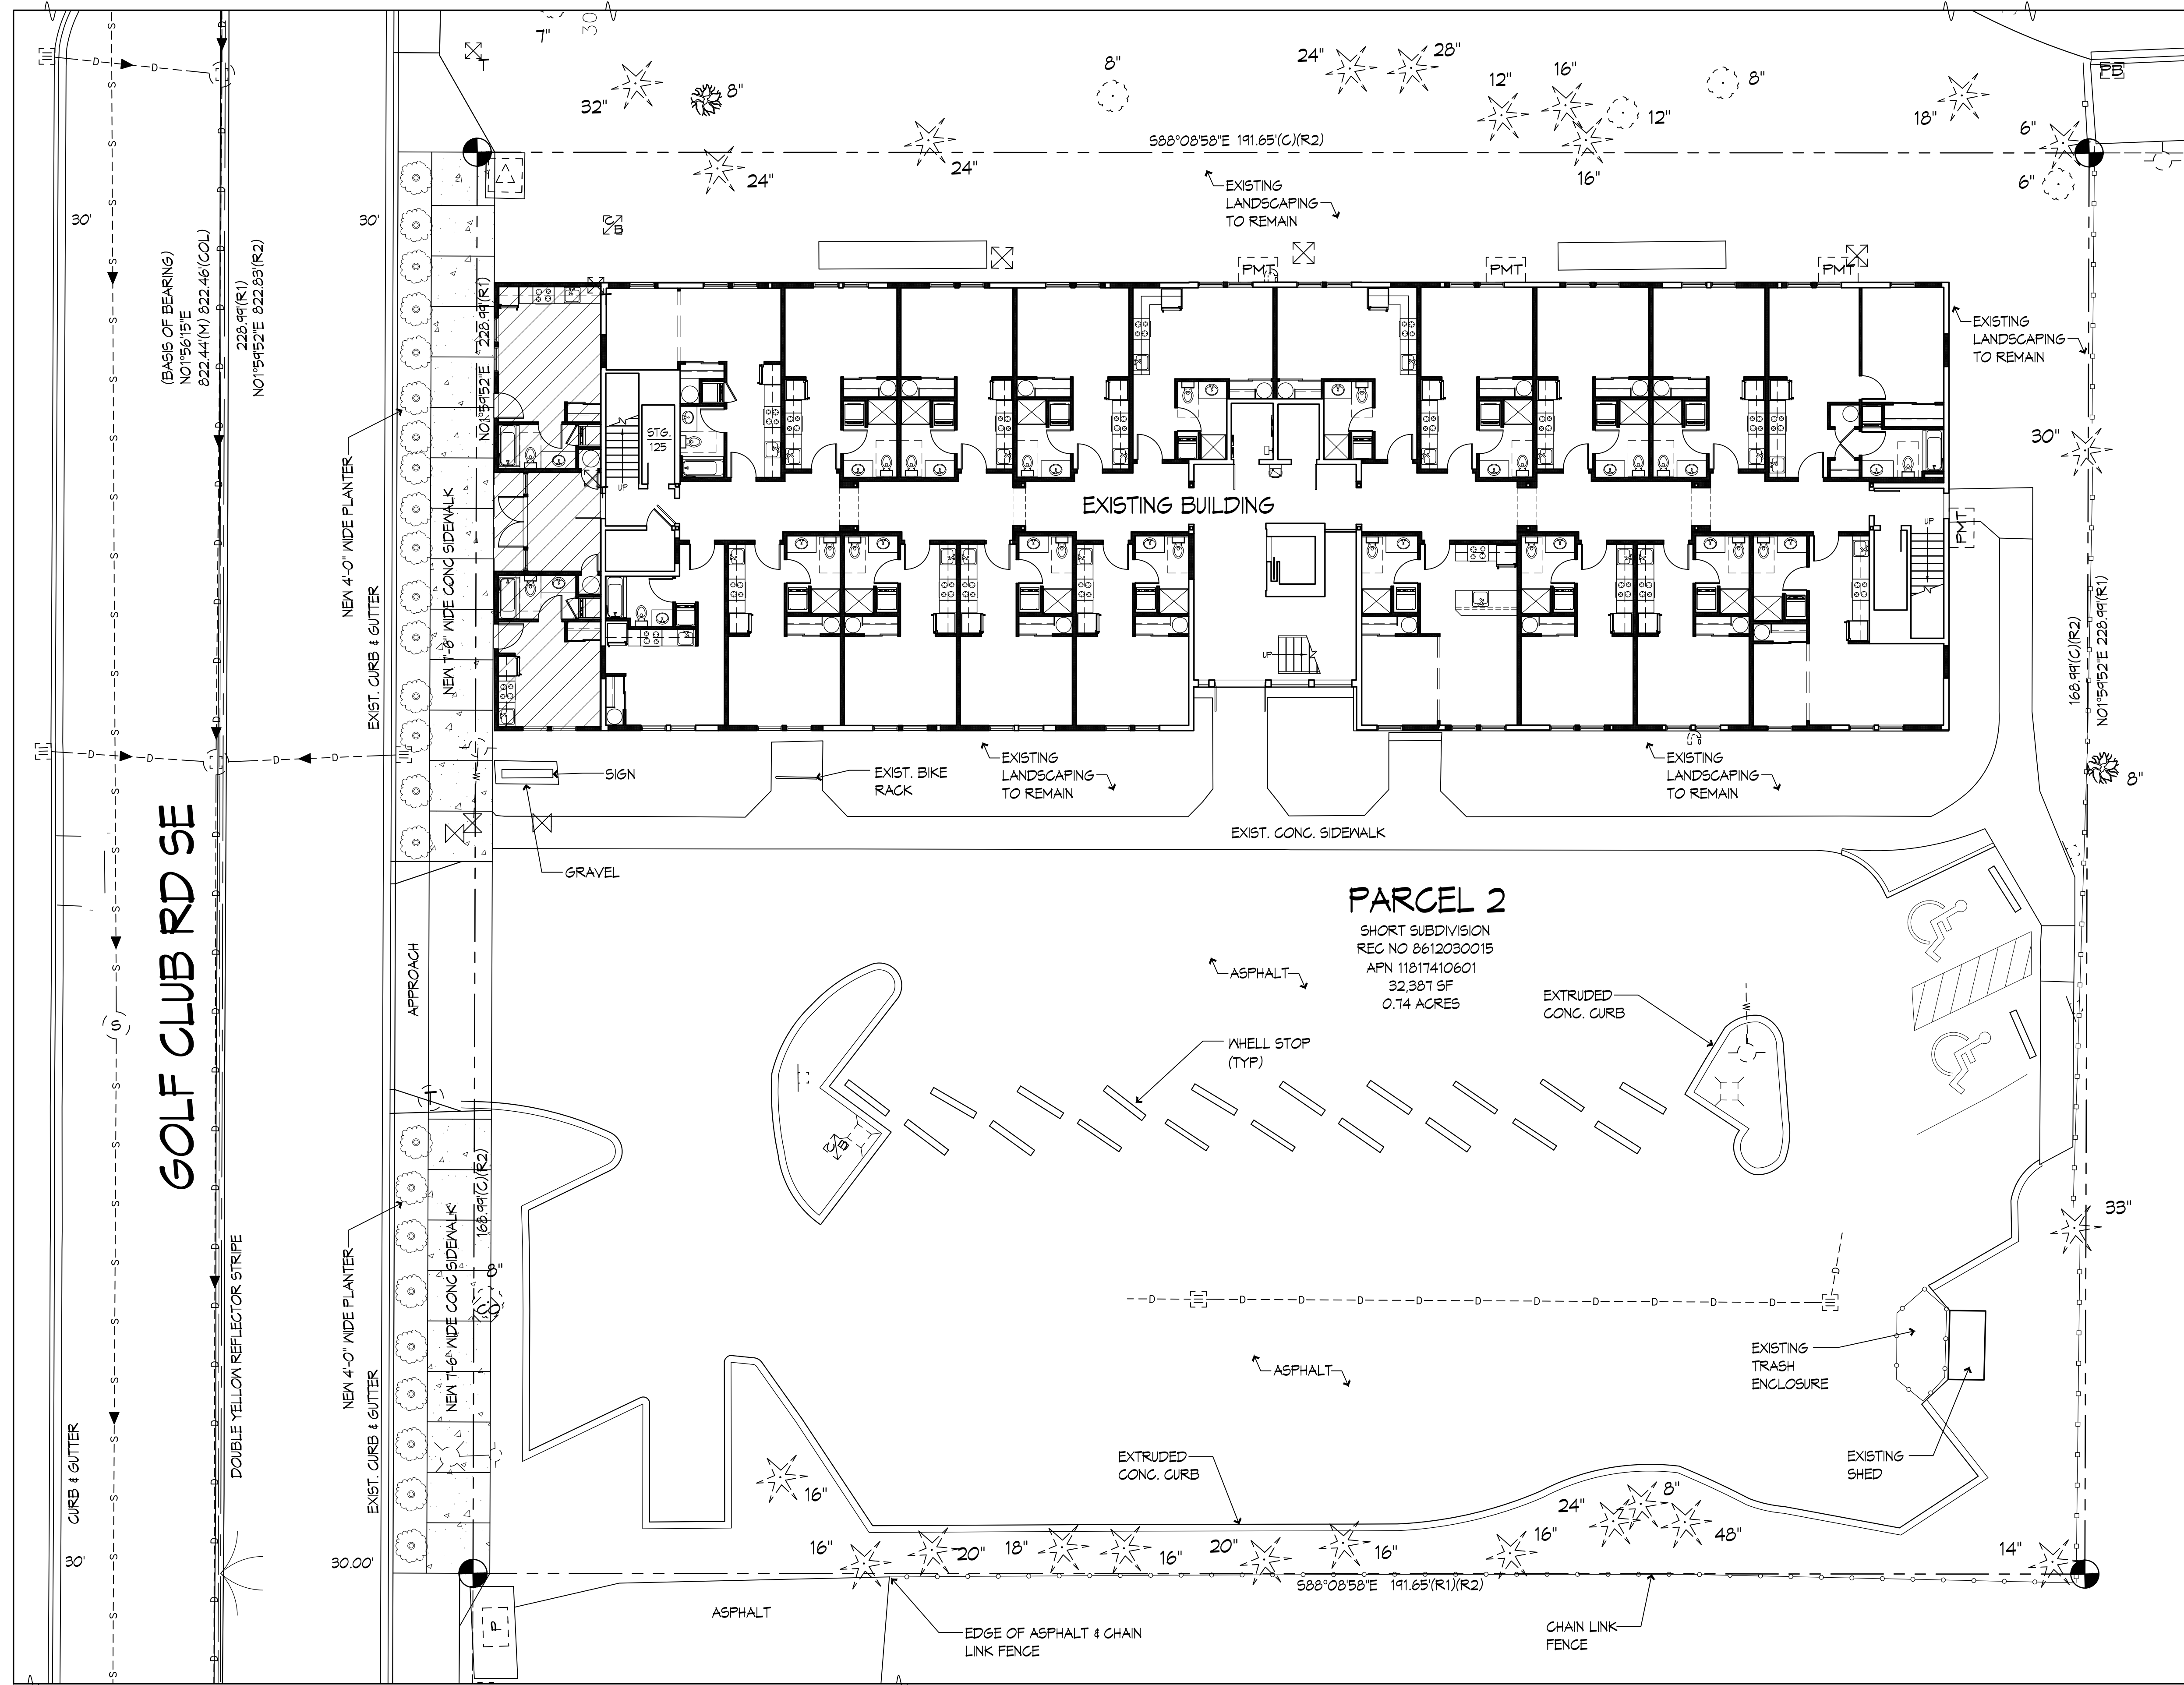 7"
30
T
24"
28"
8"
16"
8"
PB
12"
32"
8"
12"
18"
6"
S88°08'58"E 191.65'(C)(R2)
24"
24"
16"
6"
EXISTING
LANDSCAPING
TO REMAIN
30'
30'
(BASIS OF BEARING)
N01°56'15"E
822.44'(M) 822.46'(COL)
228.99'(R1)
N01°59'52"E 822.83'(R2)
N01°59'52"E 228.99'(R1)
PMT
PMT
PMT
EXISTING
LANDSCAPING
TO REMAIN
STG.
125
30"
UP
NEW 4'-0" WIDE PLANTER
NEW 7'-6" WIDE CONC SIDEWALK
EXIST. CURB & GUTTER
EXISTING BUILDING
UP
PMT
UP
168.99'(C)(R2)
N01°59'52"E 228.99'(R1)
SIGN
EXIST. BIKE
RACK
EXISTING
LANDSCAPING
TO REMAIN
EXISTING
LANDSCAPING
TO REMAIN
8"
EXIST. CONC. SIDEWALK
GRAVEL
GOLF CLUB RD SE
APPROACH
PARCEL 2
SHORT SUBDIVISION
REC NO 8612030015
APN 11817410601
32,387 SF
0.74 ACRES
ASPHALT
EXTRUDED
CONC. CURB
S
WHELL STOP
(TYP)
168.99'(C)(R2)
33"
NEW 4'-0" WIDE PLANTER
NEW 7'-6" WIDE CONC SIDEWALK
8"
CO
EXIST. CURB & GUTTER
DOUBLE YELLOW REFLECTOR STRIPE
CURB & GUTTER
EXISTING
TRASH
ENCLOSURE
ASPHALT
EXTRUDED
CONC. CURB
EXISTING
SHED
16"
24"
8"
48"
16"
20"
18"
16"
20"
16"
16"
14"
30'
30.00'
S88°08'58"E 191.65'(R1)(R2)
P
ASPHALT
EDGE OF ASPHALT & CHAIN
LINK FENCE
CHAIN LINK
FENCE